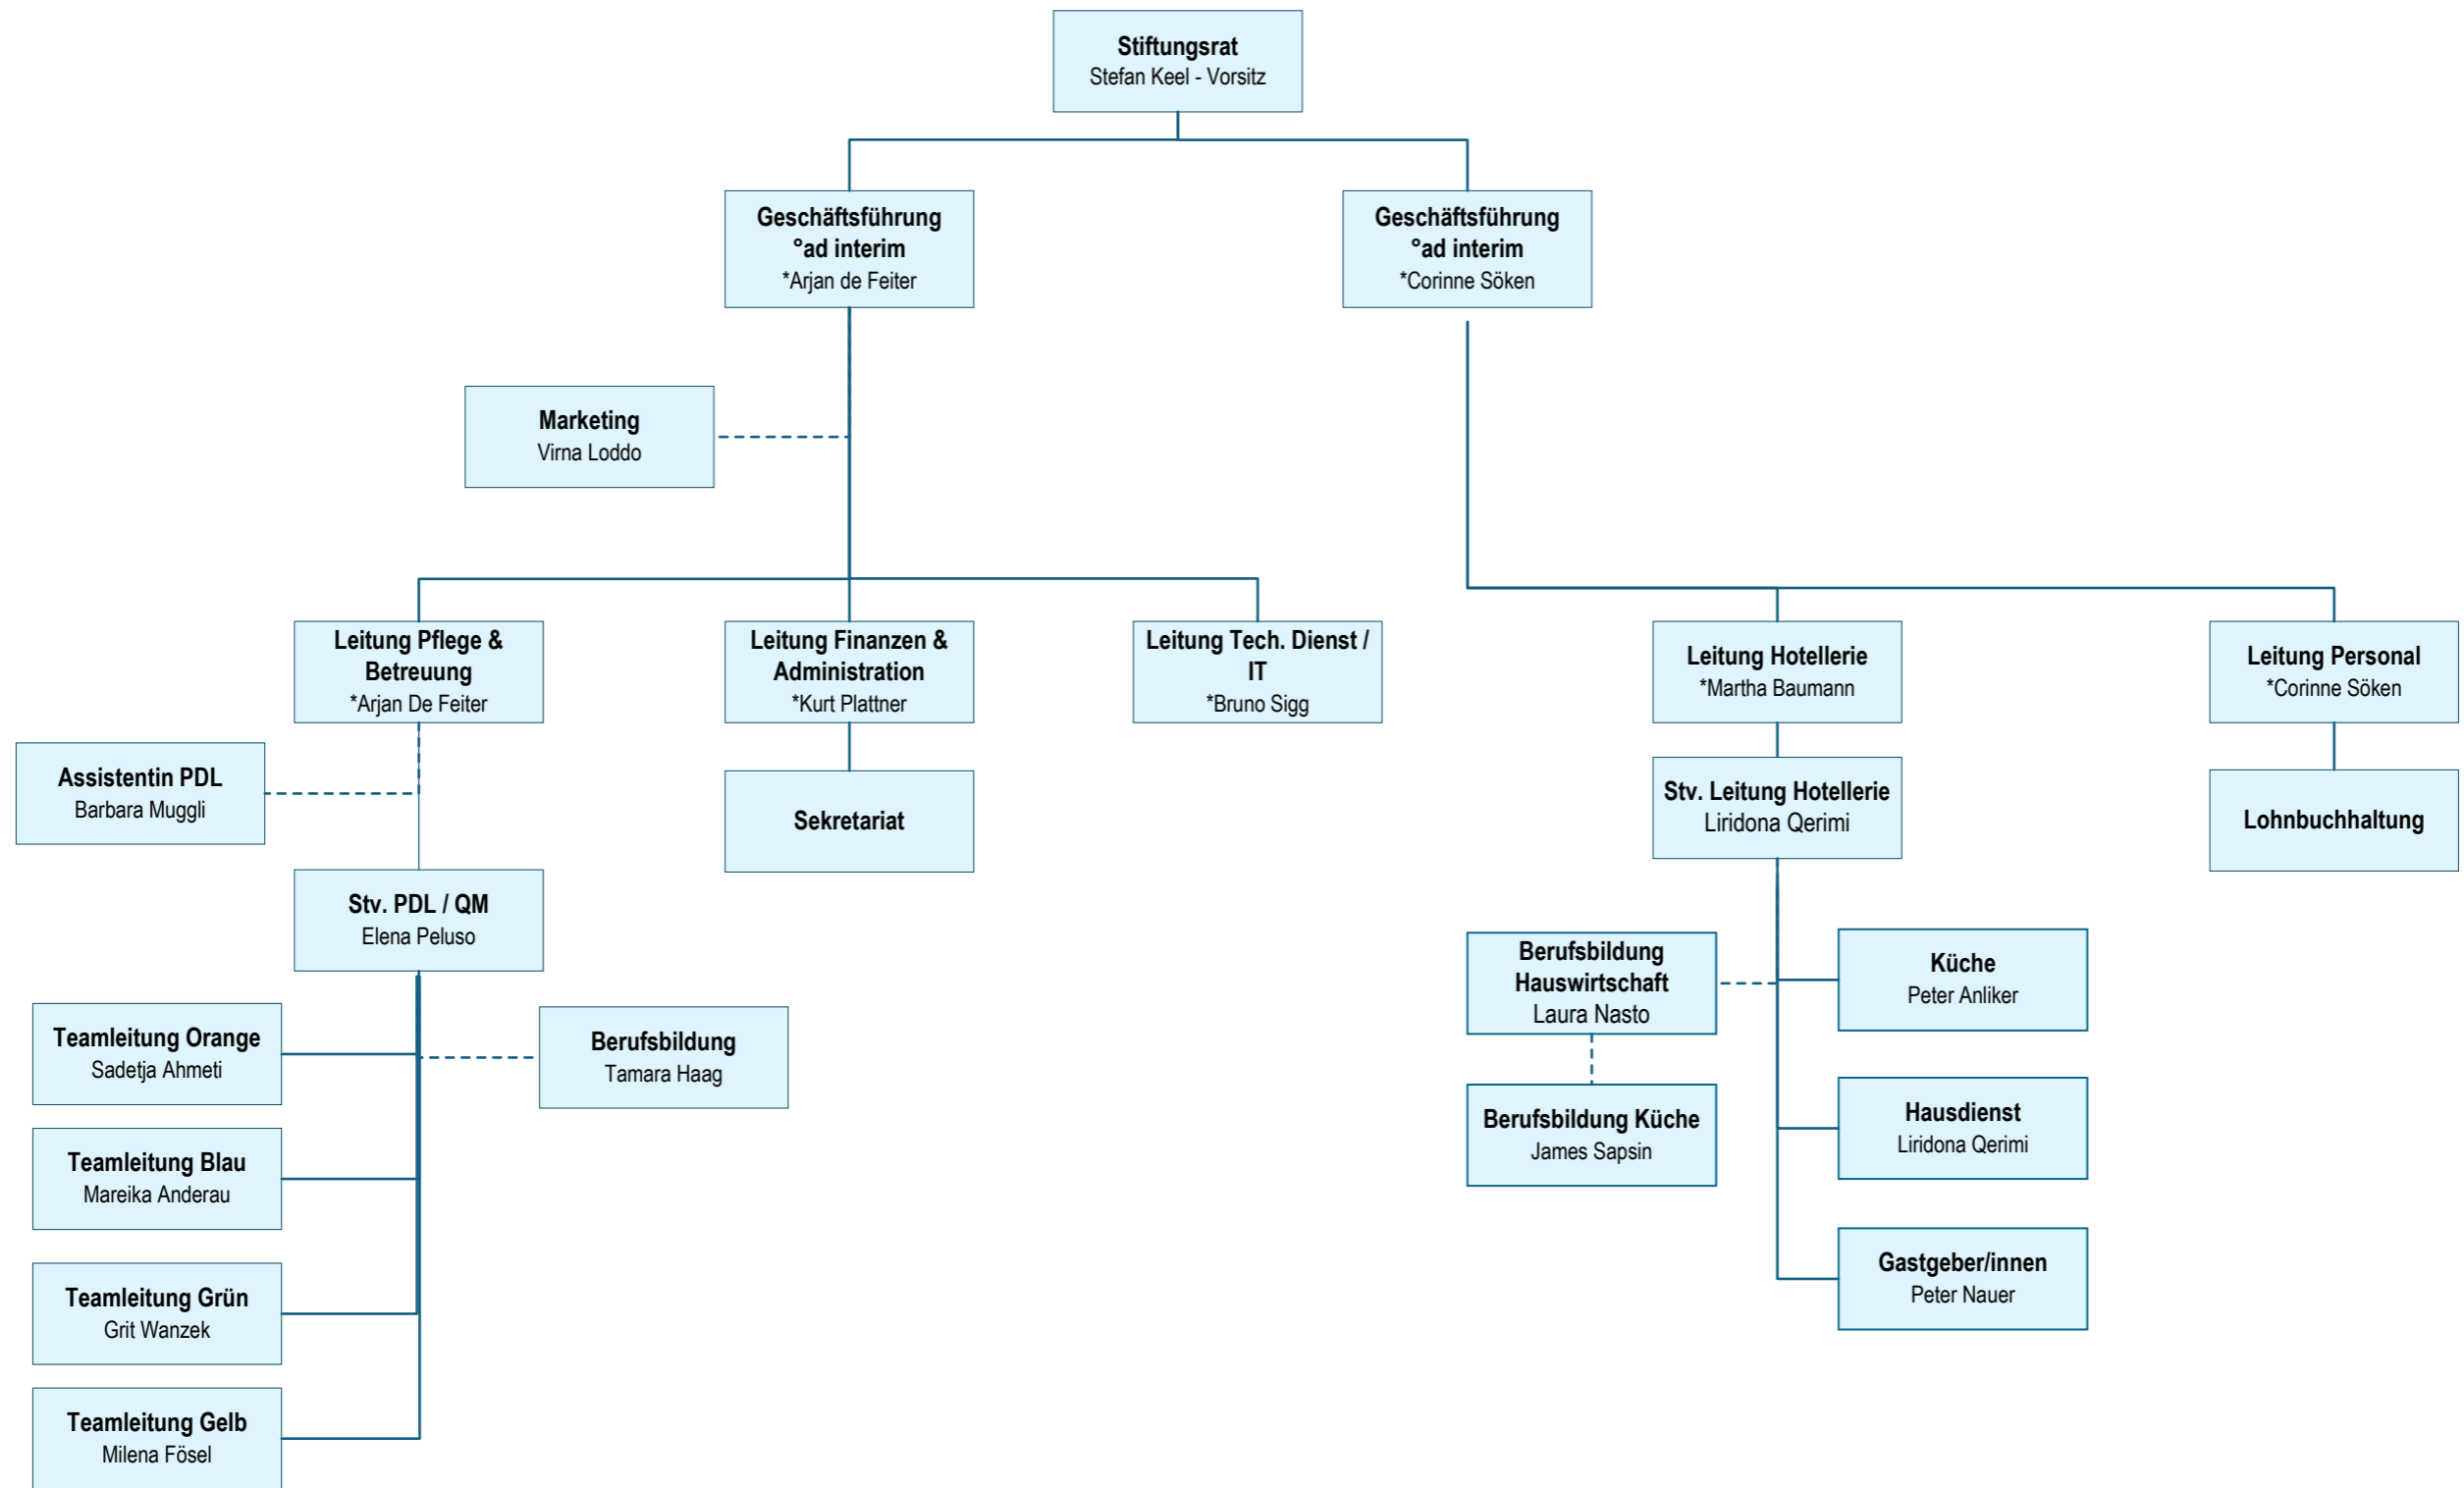 Stiftungsrat
Stefan Keel - Vorsitz
Geschäftsführung
°ad interim
*Arjan de Feiter
Geschäftsführung
°ad interim
*Corinne Söken
Marketing
Virna Loddo
Leitung Pflege &
Betreuung
*Arjan De Feiter
Leitung Finanzen &
Administration
*Kurt Plattner
Leitung Tech. Dienst /
IT
*Bruno Sigg
Leitung Hotellerie
*Martha Baumann
Leitung Personal
*Corinne Söken
Assistentin PDL
Barbara Muggli
Sekretariat
Stv. Leitung Hotellerie
Liridona Qerimi
Lohnbuchhaltung
Stv. PDL / QM
Elena Peluso
Berufsbildung
Hauswirtschaft
Laura Nasto
Küche
Peter Anliker
Teamleitung Orange
Sadetja Ahmeti
Berufsbildung
Tamara Haag
Berufsbildung Küche
James Sapsin
Hausdienst
Liridona Qerimi
Teamleitung Blau
Mareika Anderau
Gastgeber/innen
Peter Nauer
Teamleitung Grün
Grit Wanzek
Teamleitung Gelb
Milena Fösel